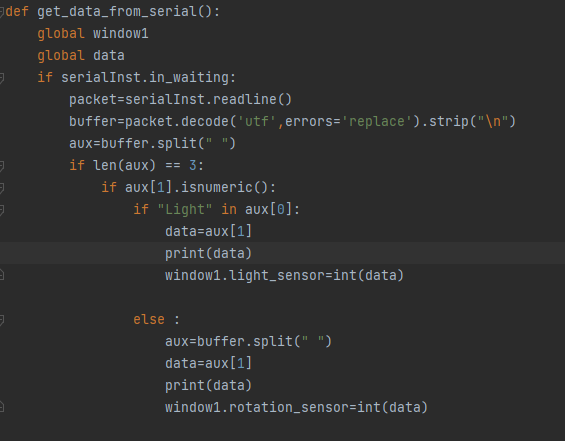 def get_data_from_serial():
    global window1
    global data
    if serialInst.in_waiting:
        packet=serialInst.readline()
        buffer=packet.decode('utf',errors='replace').strip("\n")
        aux=buffer.split(" ")
        if len(aux) == 3:
            if aux[1].isnumeric():
                if "Light" in aux[0]:
                    data=aux[1]
                    print(data)
                    window1.light_sensor=int(data)
                else :
                    aux=buffer.split(" ")
                    data=aux[1]
                    print(data)
                    window1.rotation_sensor=int(data)